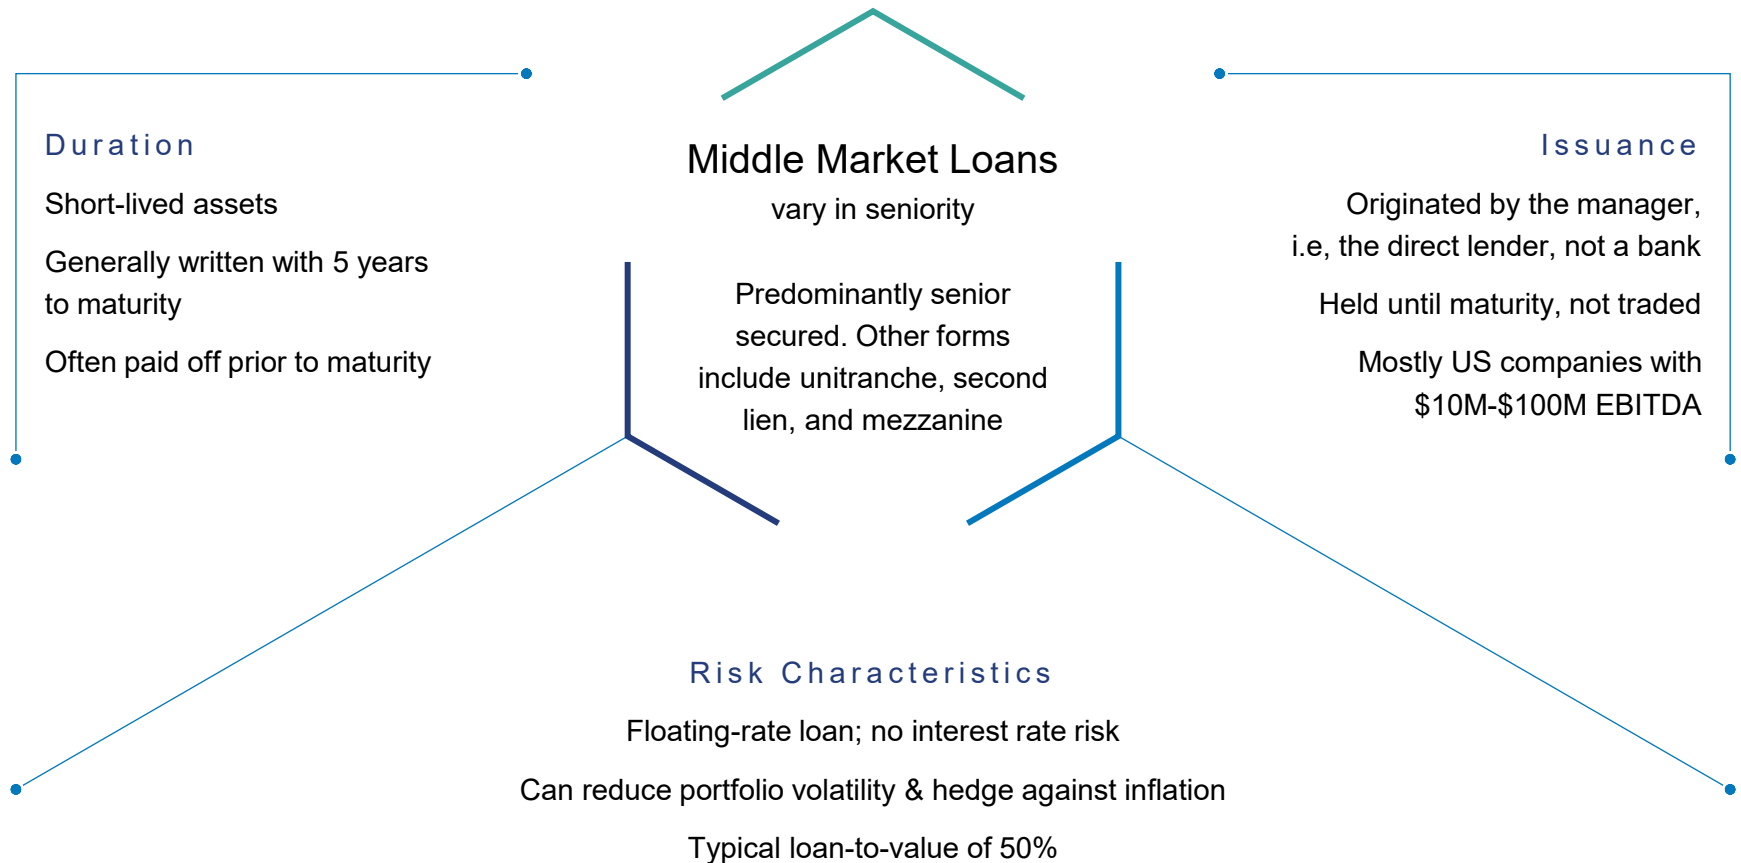 Middle Market Loans
vary in seniority
Predominantly senior
secured. Other forms
include unitranche, second
lien, and mezzanine
Duration
Short-lived assets
Generally written with 5 years
to maturity
Often paid off prior to maturity
Issuance
Originated by the manager,
i.e, the direct lender, not a bank
Held until maturity, not traded
Mostly US companies with
$10M-$100M EBITDA
Risk Characteristics
Floating-rate loan; no interest rate risk
Can reduce portfolio volatility & hedge against inflation
Typical loan-to-value of 50%